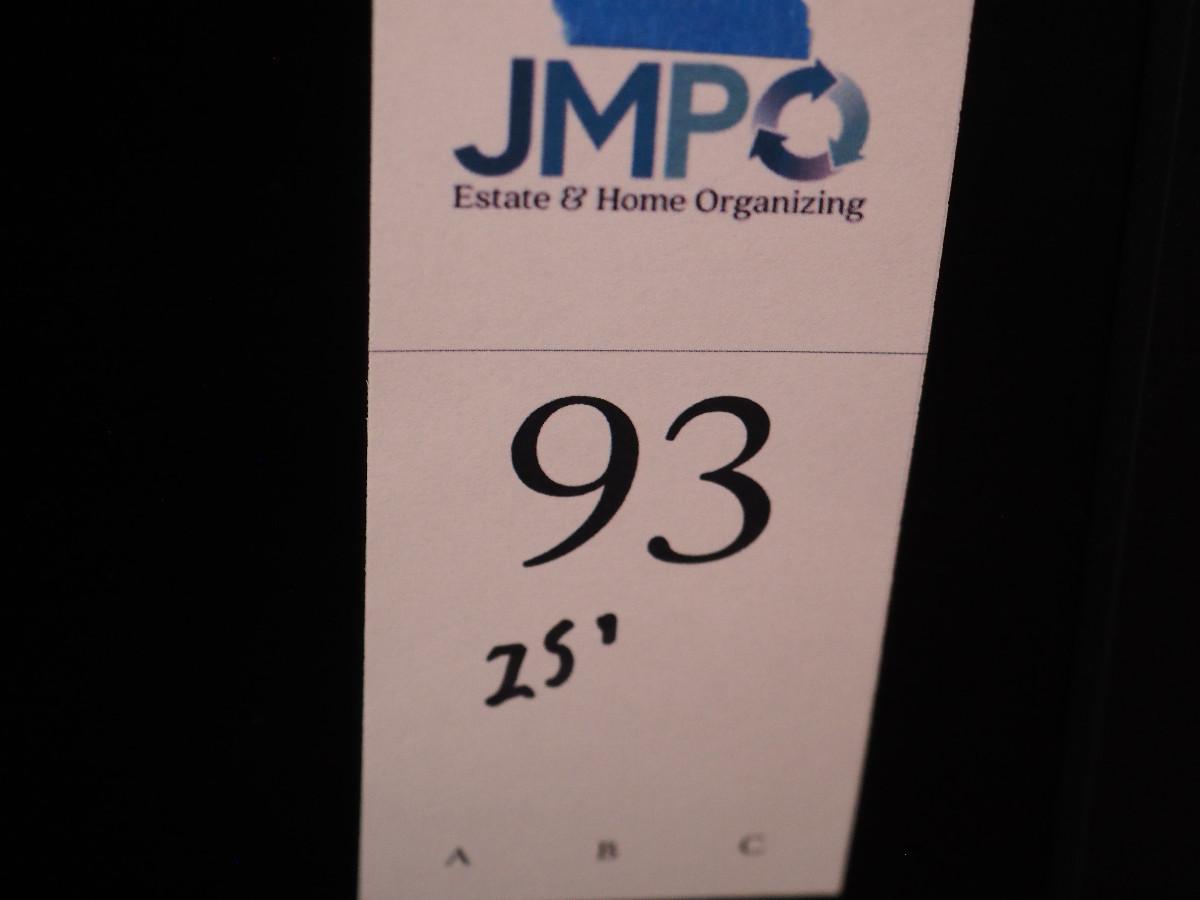 JMPO
Estate & Home Organizing
93
25'
A B C